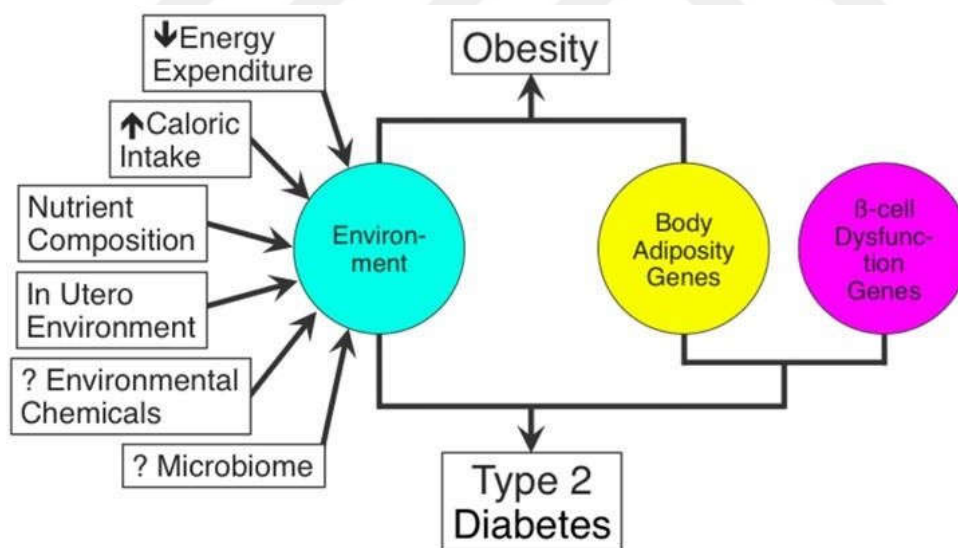 ↓Energy
Expenditure
↑Caloric
Intake
Nutrient
Composition
In Utero
Environment
? Environmental
Chemicals
? Microbiome
Obesity
Environ-
ment
Body
Adiposity
Genes
ß-cell
Dysfunc-
tion
Genes
Type 2
Diabetes